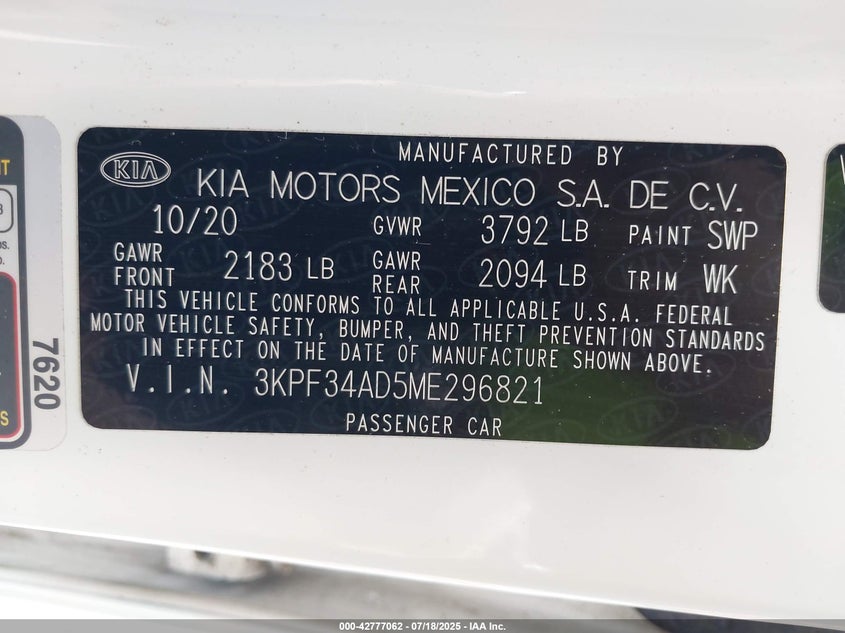 MANUFACTURED BY
KIA KIA MOTORS MEXICO S.A. DE C.V.
10/20 GVWR 3792 LB PAINT SWP
GAWR FRONT 2183 LB GAWR REAR 2094 LB TRIM WK
THIS VEHICLE CONFORMS TO ALL APPLICABLE U.S.A. FEDERAL
MOTOR VEHICLE SAFETY, BUMPER, AND THEFT PREVENTION STANDARDS
IN EFFECT ON THE DATE OF MANUFACTURE SHOWN ABOVE.
V.I.N. 3KPF34AD5ME296821
PASSENGER CAR
7620
000-42777062 - 07/18/2025 - IAA Inc.